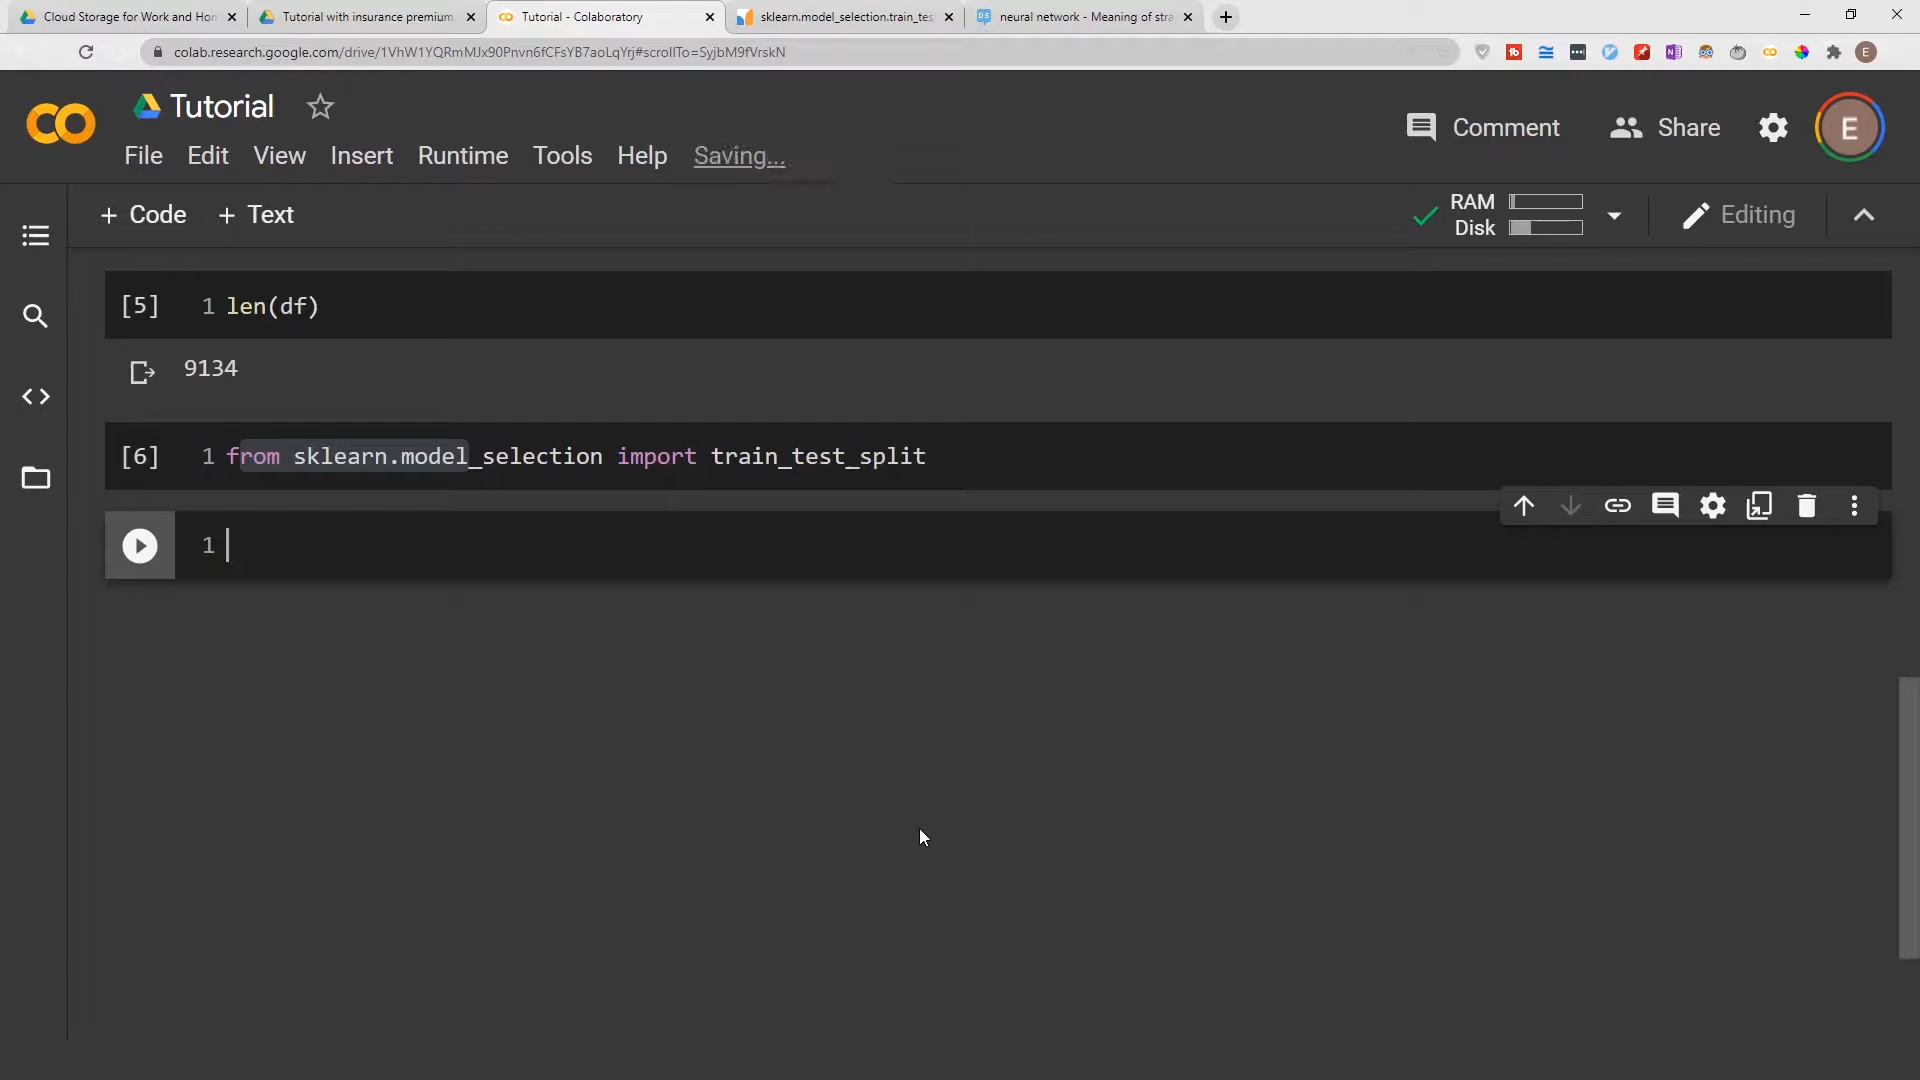 Cloud Storage for Work and Hon
Tutorial with insurance premium
Tutorial - Colaboratory
sklearn.model_selection.train_tes
neural network - Meaning of stra
colab.research.google.com/drive/1VhW1YQRmMJx90Pnvn6fCFsYB7aoLqYrj#scrollTo=SyjbM9fVrskN
Tutorial
Comment
Share
E
File Edit View Insert Runtime Tools Help Saving...
+ Code + Text
RAM
Disk
Editing
[5] 1 len(df)
9134
[6] 1 from sklearn.model_selection import train_test_split
1